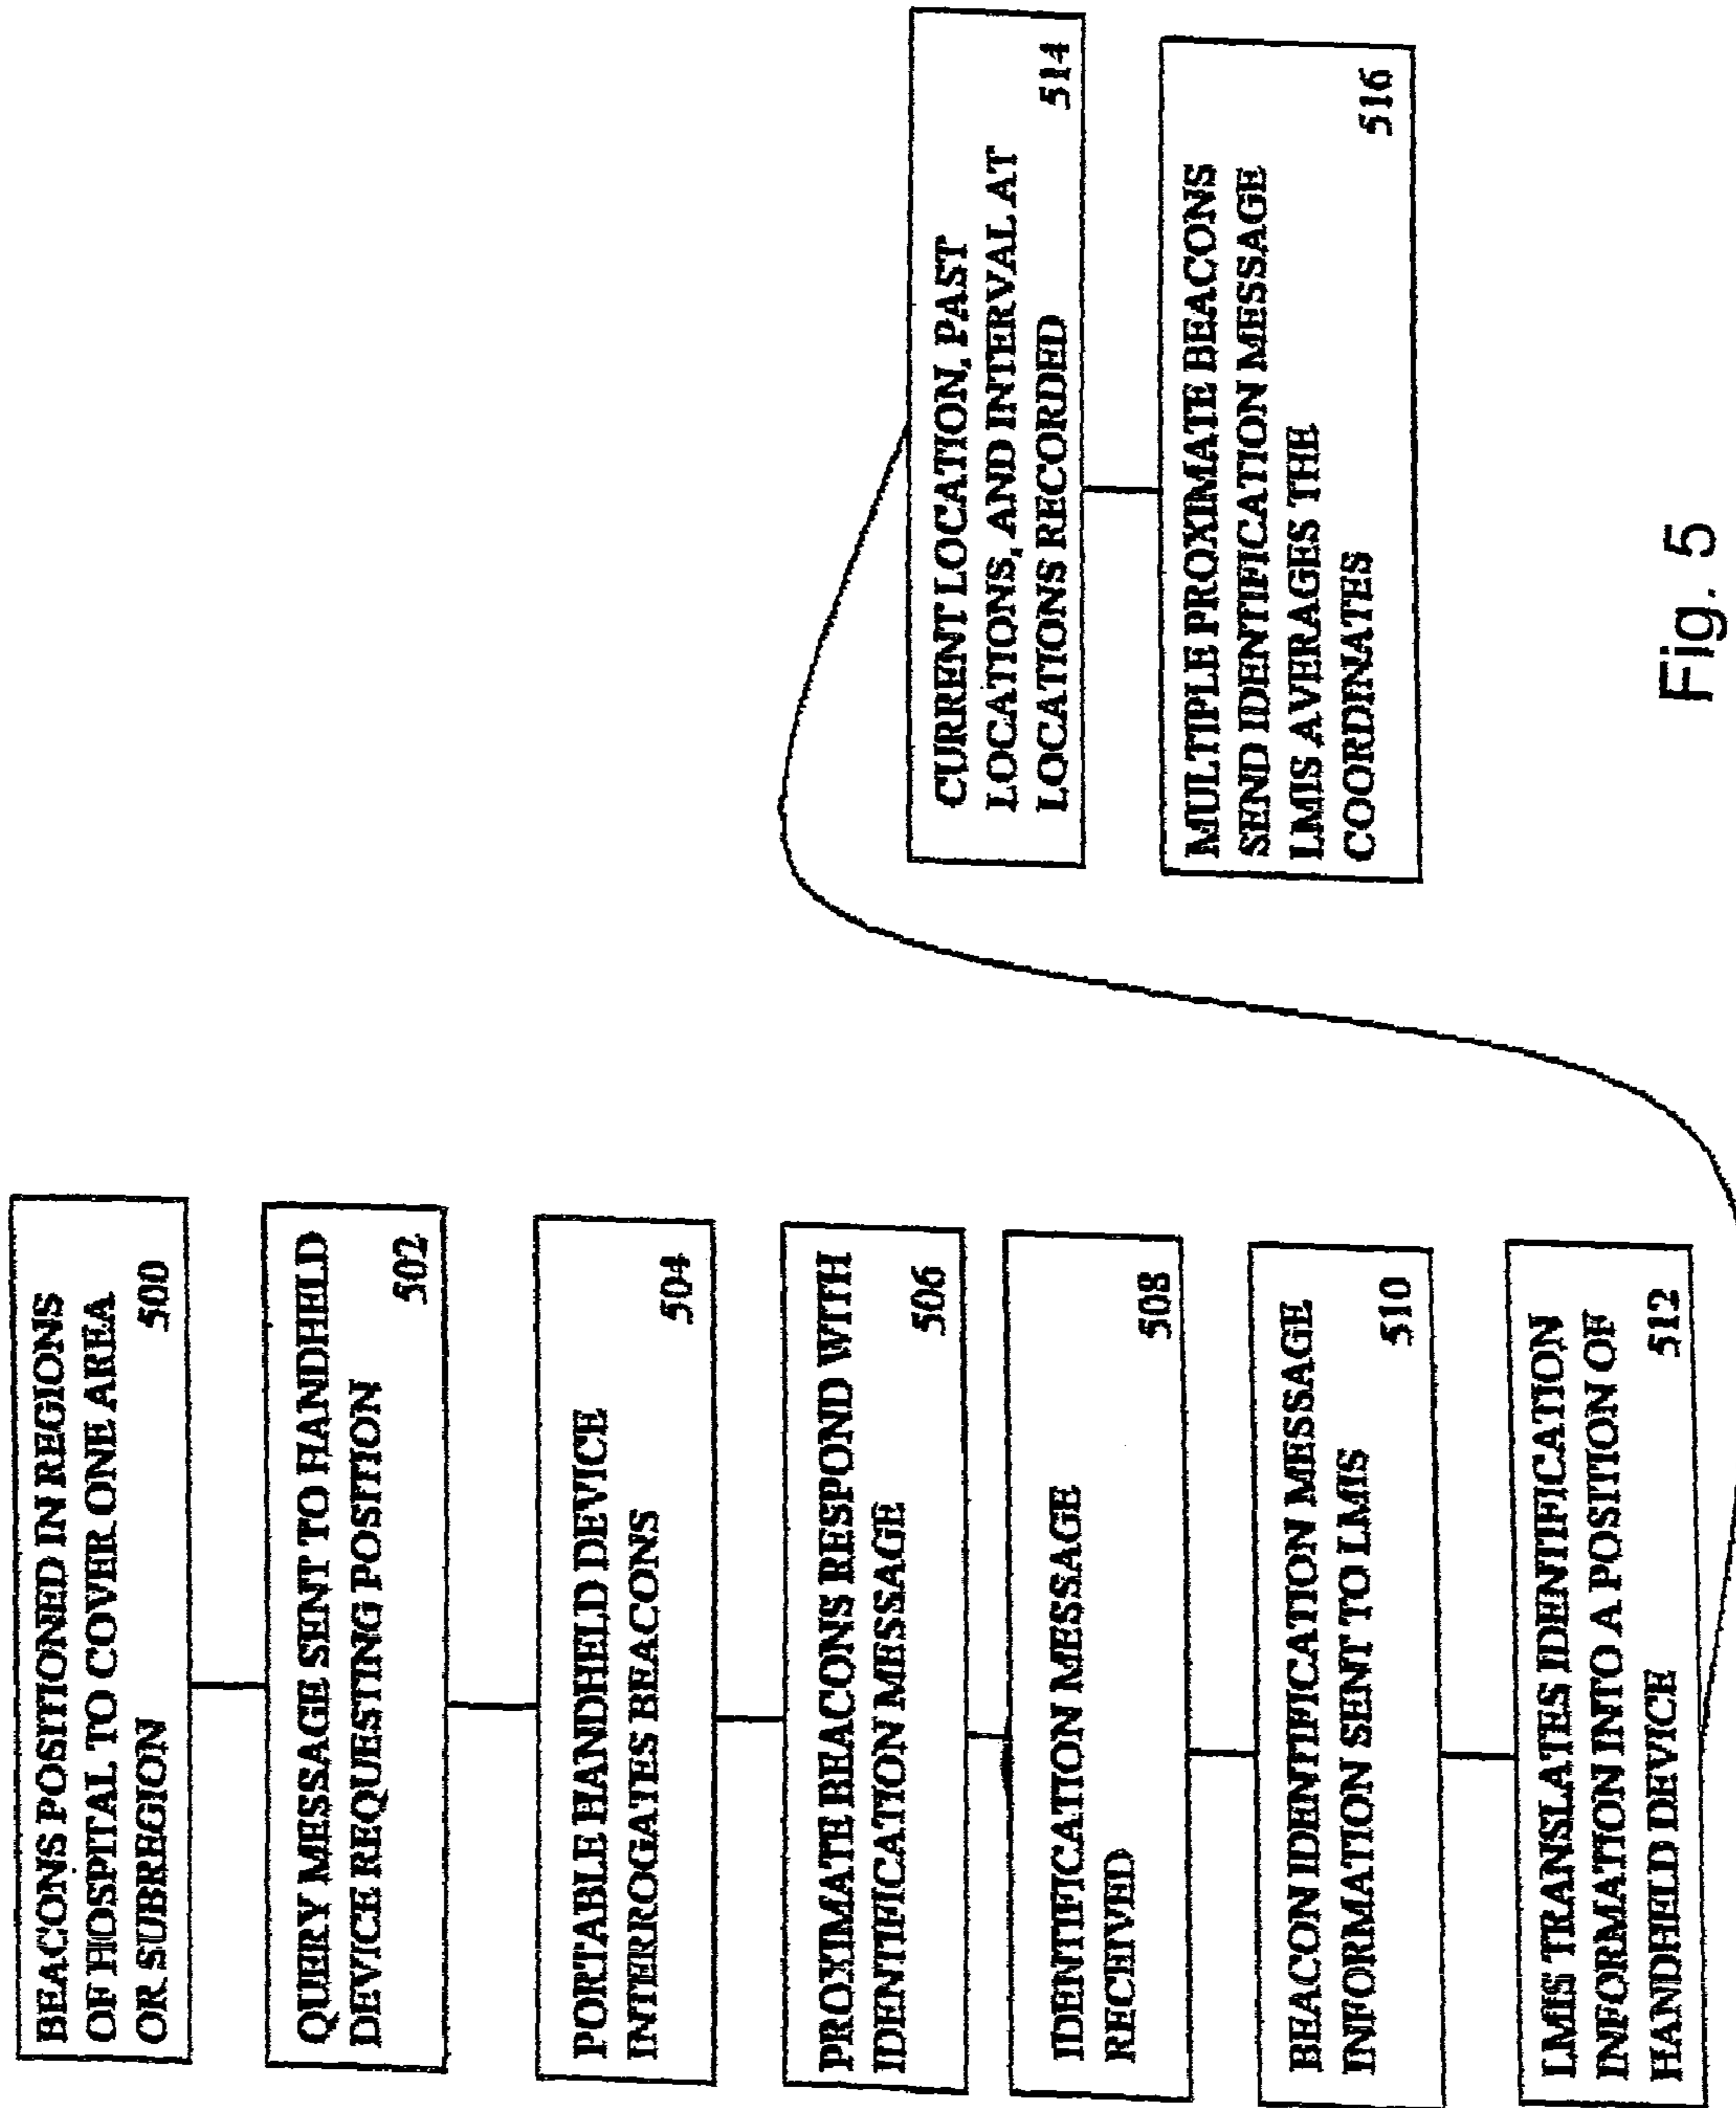 BEACONS POSITIONED IN REGIONS
OF HOSPITAL TO COVER ONE AREA
OR SUBREGION 500
QUERY MESSAGE SENT TO HANDHELD
DEVICE REQUESTING POSITION 502
PORTABLE HANDHELD DEVICE
INTERROGATES BEACONS 504
PROXIMATE BEACONS RESPOND WITH
IDENTIFICATION MESSAGE 506
IDENTIFICATION MESSAGE
RECEIVED 508
BEACON IDENTIFICATION MESSAGE
INFORMATION SENT TO LMIS 510
LMIS TRANSLATES IDENTIFICATION
INFORMATION INTO A POSITION OF
HANDHELD DEVICE 512
CURRENT LOCATION, PAST
LOCATIONS, AND INTERVAL AT
LOCATIONS RECORDED 514
MULTIPLE PROXIMATE BEACONS
SEND IDENTIFICATION MESSAGE
LMIS AVERAGES THE
COORDINATES 516
Fig. 5